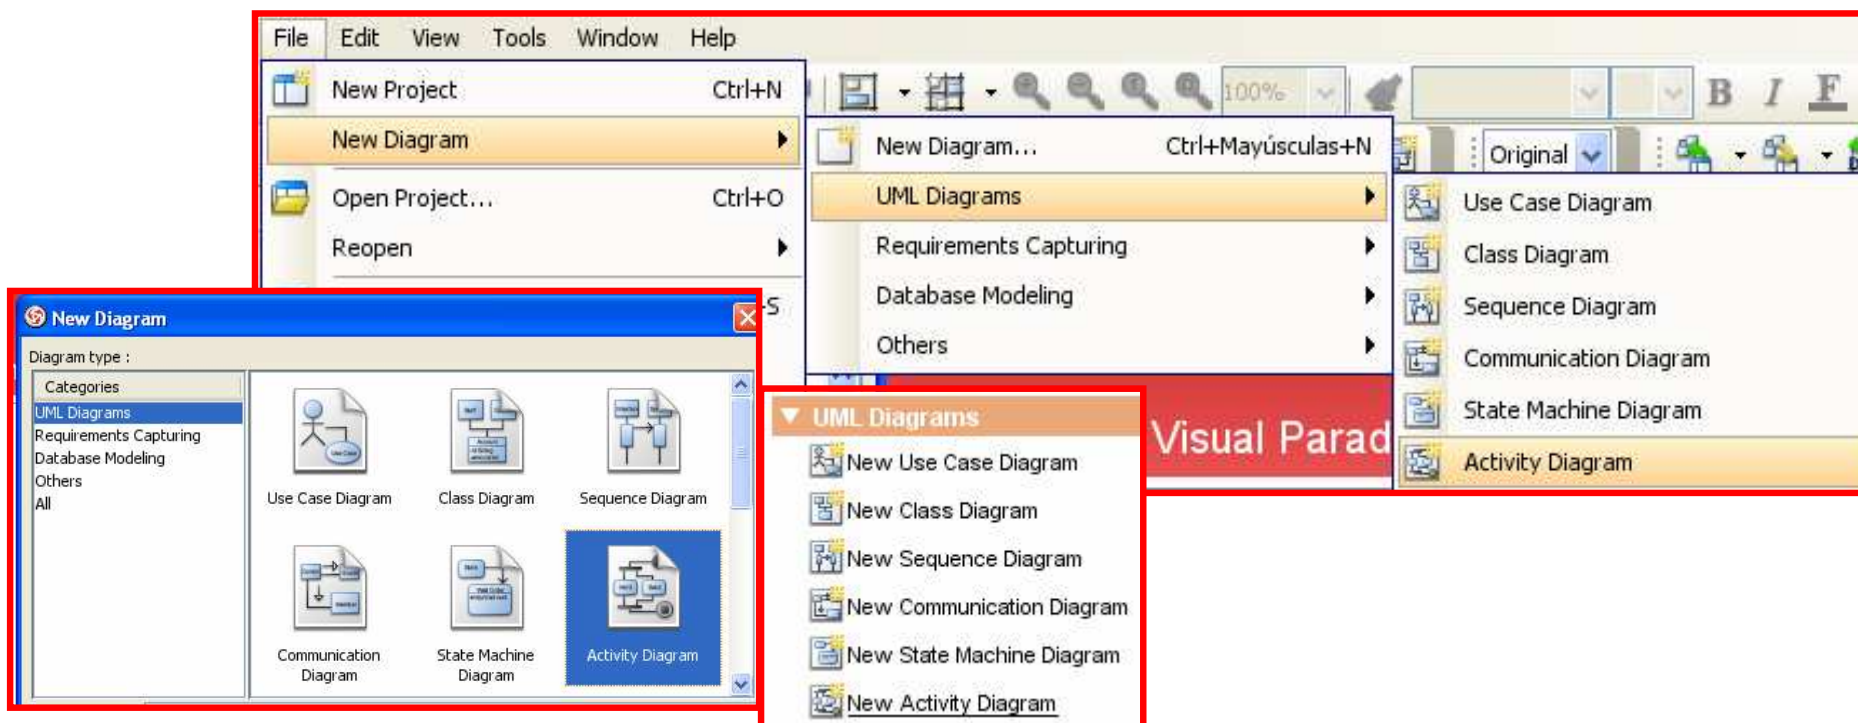 File Edit View Tools Window Help
New Project Ctrl+N
New Diagram
Open Project... Ctrl+O
Reopen
100%
B I F
Original
New Diagram... Ctrl+Mayúsculas+N
UML Diagrams
Requirements Capturing
Database Modeling
Others
Use Case Diagram
Class Diagram
Sequence Diagram
Communication Diagram
State Machine Diagram
Activity Diagram
Visual Parad
New Diagram
Diagram type :
Categories
UML Diagrams
Requirements Capturing
Database Modeling
Others
All
Use Case Diagram
Class Diagram
Sequence Diagram
Communication
Diagram
State Machine
Diagram
Activity Diagram
UML Diagrams
New Use Case Diagram
New Class Diagram
New Sequence Diagram
New Communication Diagram
New State Machine Diagram
New Activity Diagram